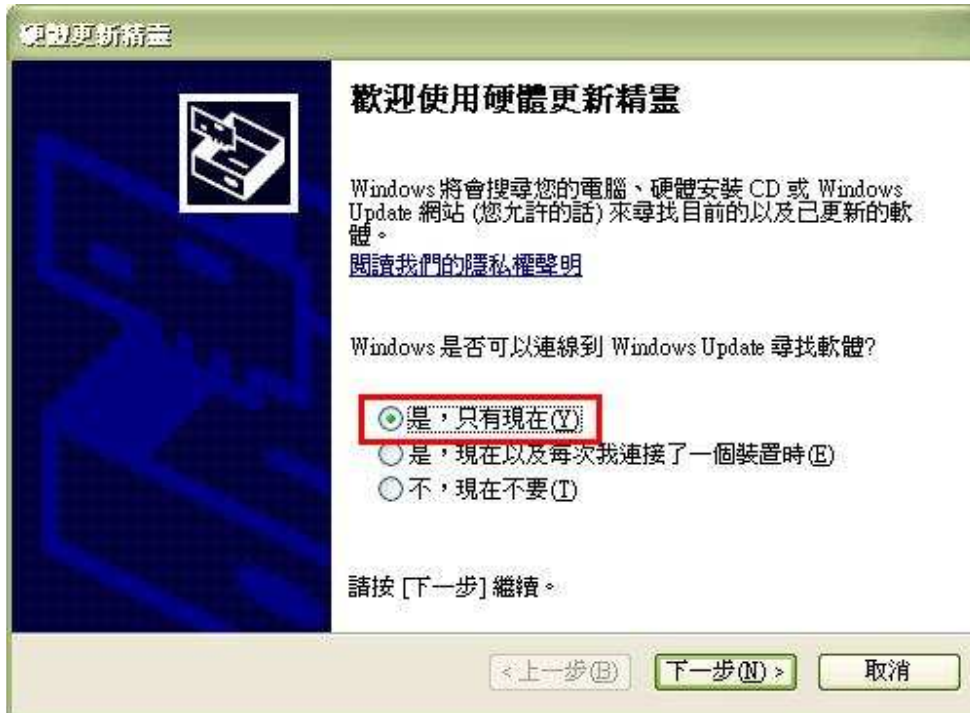 硬體更新精靈
歡迎使用硬體更新精靈
Windows 將會搜尋您的電腦、硬體安裝 CD 或 Windows
Update 網站 (您允許的話) 來尋找目前的以及已更新的軟
體。
閱讀我們的隱私權聲明
Windows 是否可以連線到 Windows Update 尋找軟體?
是，只有現在(Y)
是，現在以及每次我連接了一個裝置時(E)
不，現在不要(T)
請按 [下一步] 繼續。
<上一步(B) 下一步(N) > 取消